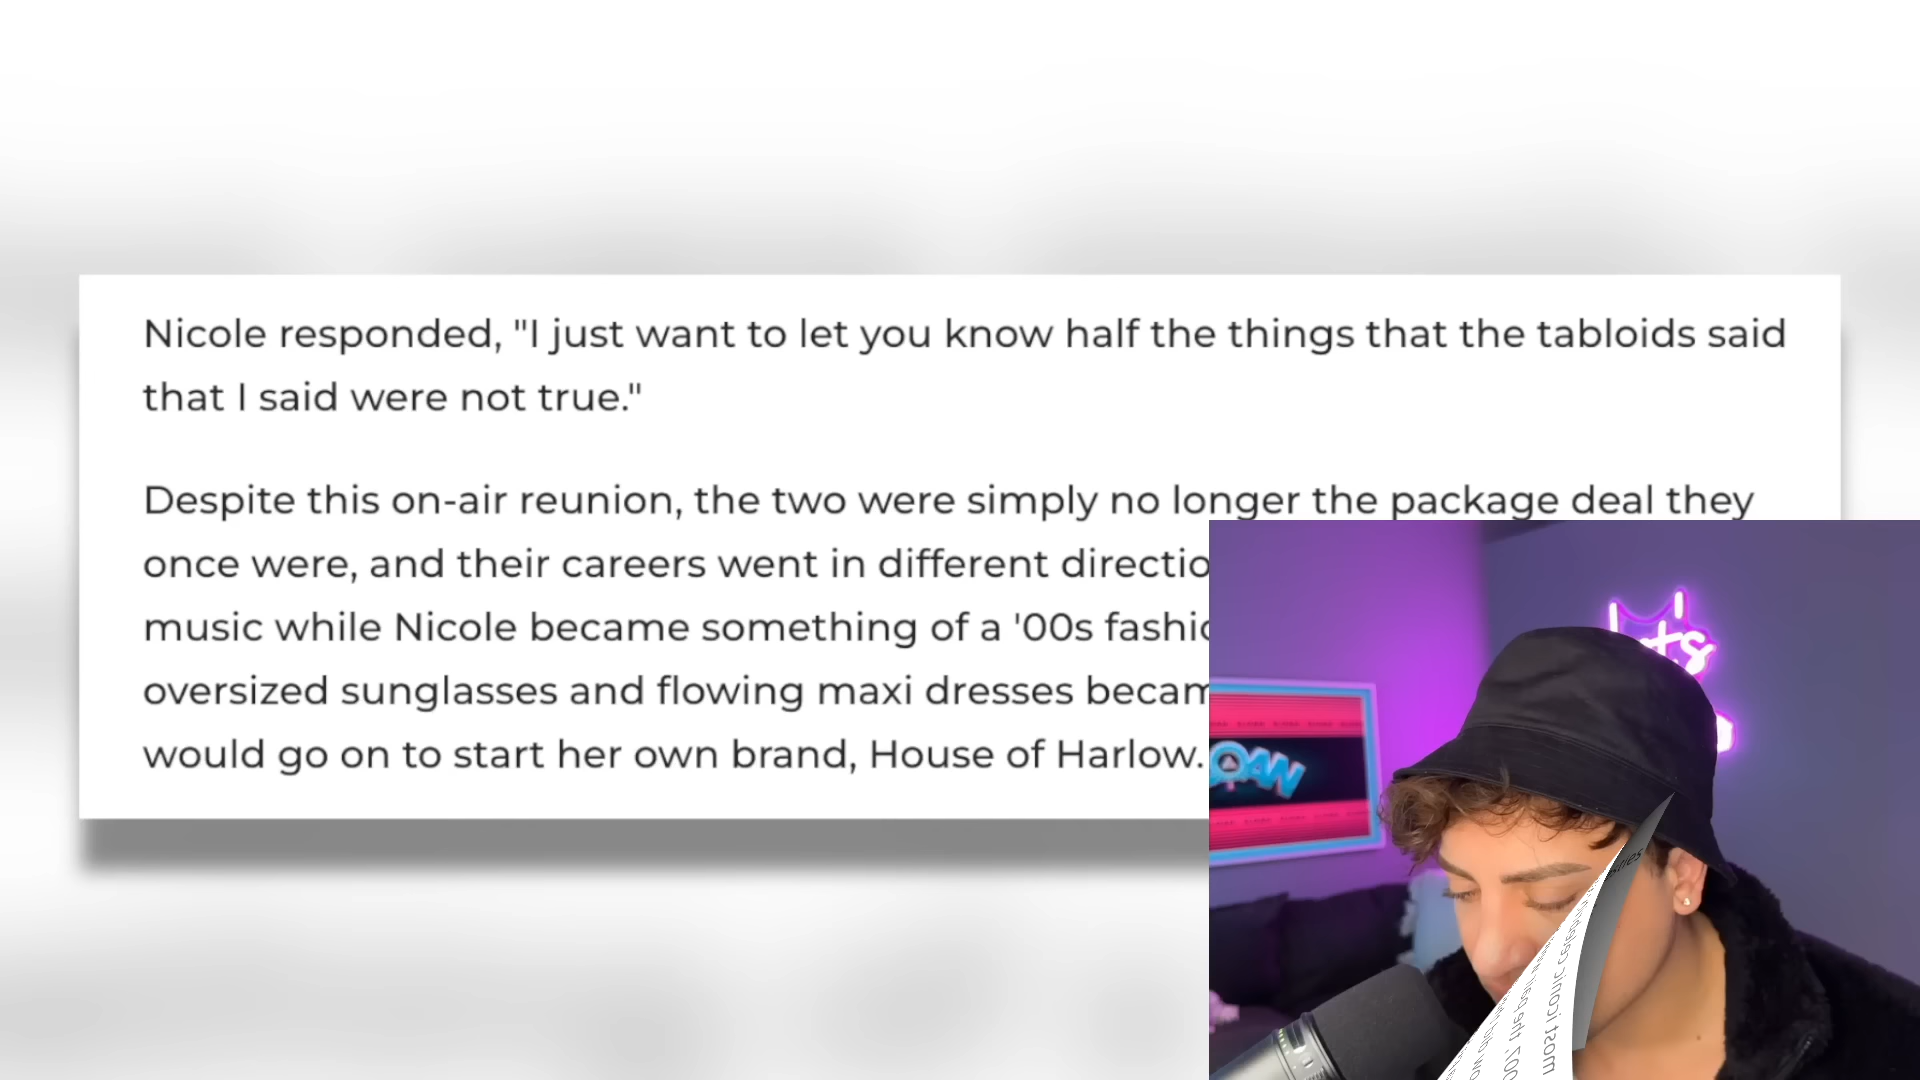 Nicole responded, "I just want to let you know half the things that the tabloids said
that I said were not true."
Despite this on-air reunion, the two were simply no longer the package deal they
once were, and their careers went in different
music while Nicole became something of a '00s
oversized sunglasses and flowing maxi dresses
would go on to start her own brand, House of Harlow.
most iconic celebrity